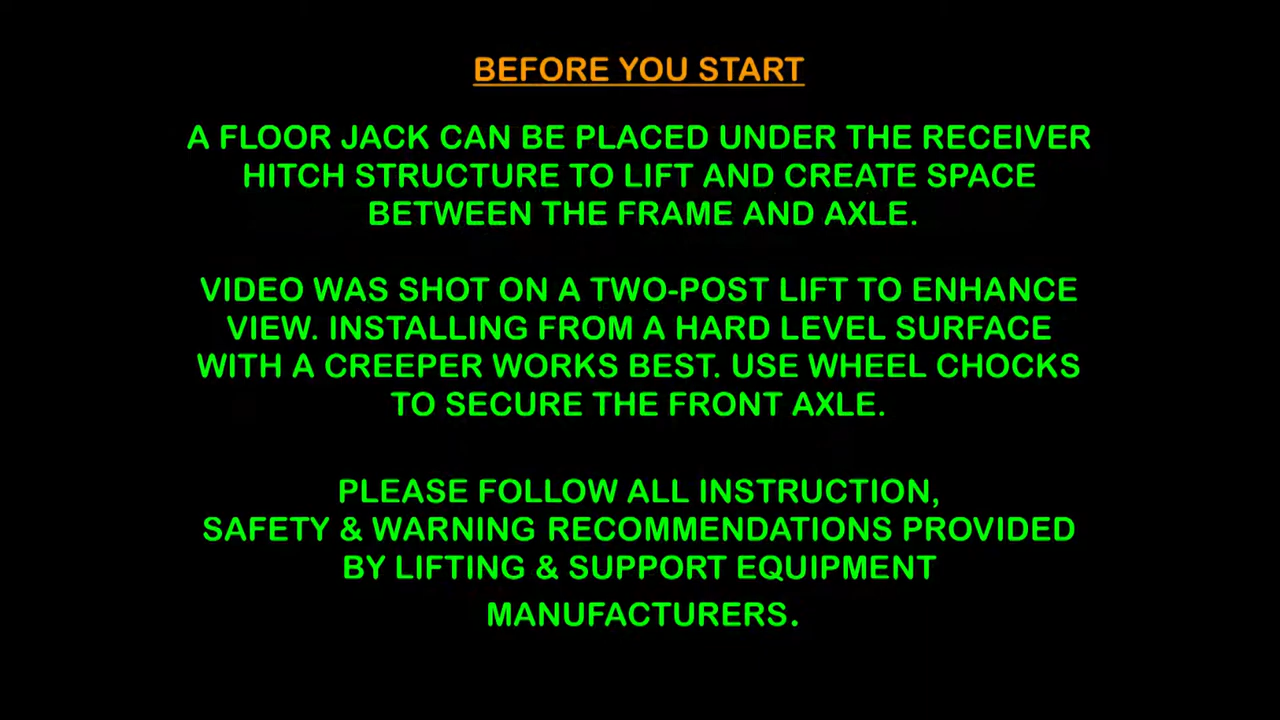 BEFORE YOU START
A FLOOR JACK CAN BE PLACED UNDER THE RECEIVER
HITCH STRUCTURE TO LIFT AND CREATE SPACE
BETWEEN THE FRAME AND AXLE.
VIDEO WAS SHOT ON A TWO-POST LIFT TO ENHANCE
VIEW. INSTALLING FROM A HARD LEVEL SURFACE
WITH A CREEPER WORKS BEST. USE WHEEL CHOCKS
TO SECURE THE FRONT AXLE.
PLEASE FOLLOW ALL INSTRUCTION,
SAFETY & WARNING RECOMMENDATIONS PROVIDED
BY LIFTING & SUPPORT EQUIPMENT
MANUFACTURERS.